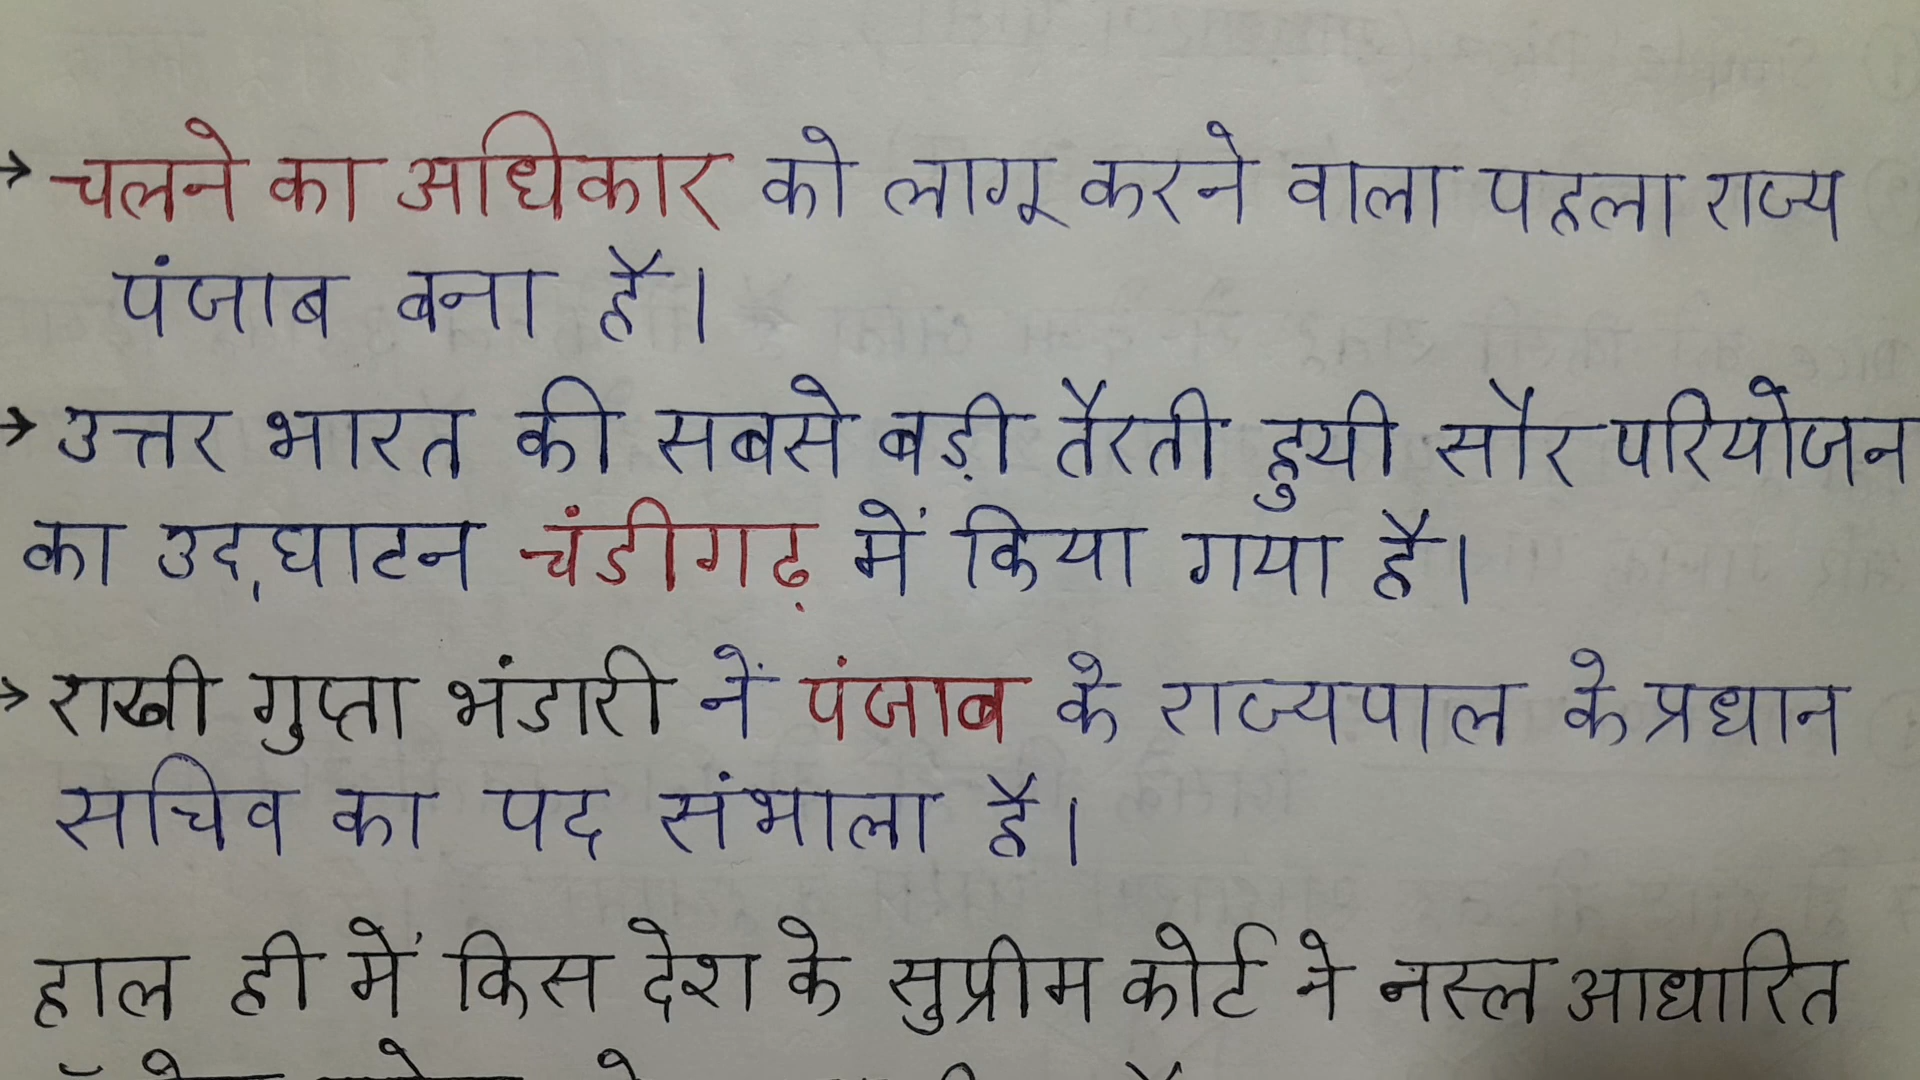 → चलने का अधिकार को लागू करने वाला पहला राज्य
पंजाब बना है।
→ उत्तर भारत की सबसे बड़ी तैरती हुयी सौर परियोजन
का उद्घाटन चंडीगढ़ में किया गया है।
→ राखी गुप्ता भंडारी नें पंजाब के राज्यपाल के प्रधान
सचिव का पद संभाला है।
हाल ही में किस देश के सुप्रीम कोर्ट ने नस्ल आधारित